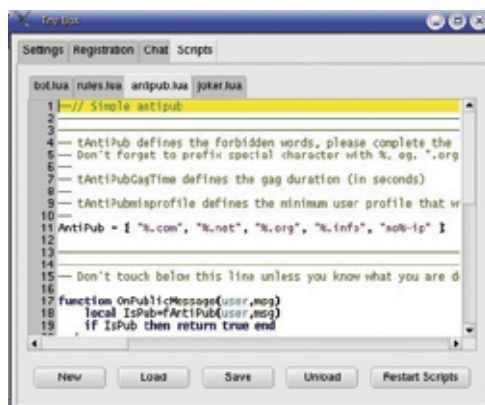 Tiny Box
Settings Registration Chat Scripts
bot.lua rules.lua antipub.lua joker.lua
1 --// Simple antipub
2
3
4 -- tAntiPub defines the forbidden words, please complete the
5 -- Don't forget to prefix special character with %, eg. ".org
6 --
7 -- tAntiPubGagTime defines the gag duration (in seconds)
8 --
9 -- tAntiPubminprofile defines the minimum user profile that w
10 --
11 AntiPub = { "%.com", "%.net", "%.org", "%.info", "no%-ip" }
12
13
14
15 -- Don't touch below this line unless you know what you are d
16
17 function OnPublicMessage(user,msg)
18 local IsPub=fAntiPub(user,msg)
19 if IsPub then return true end
New Load Save Unload Restart Scripts